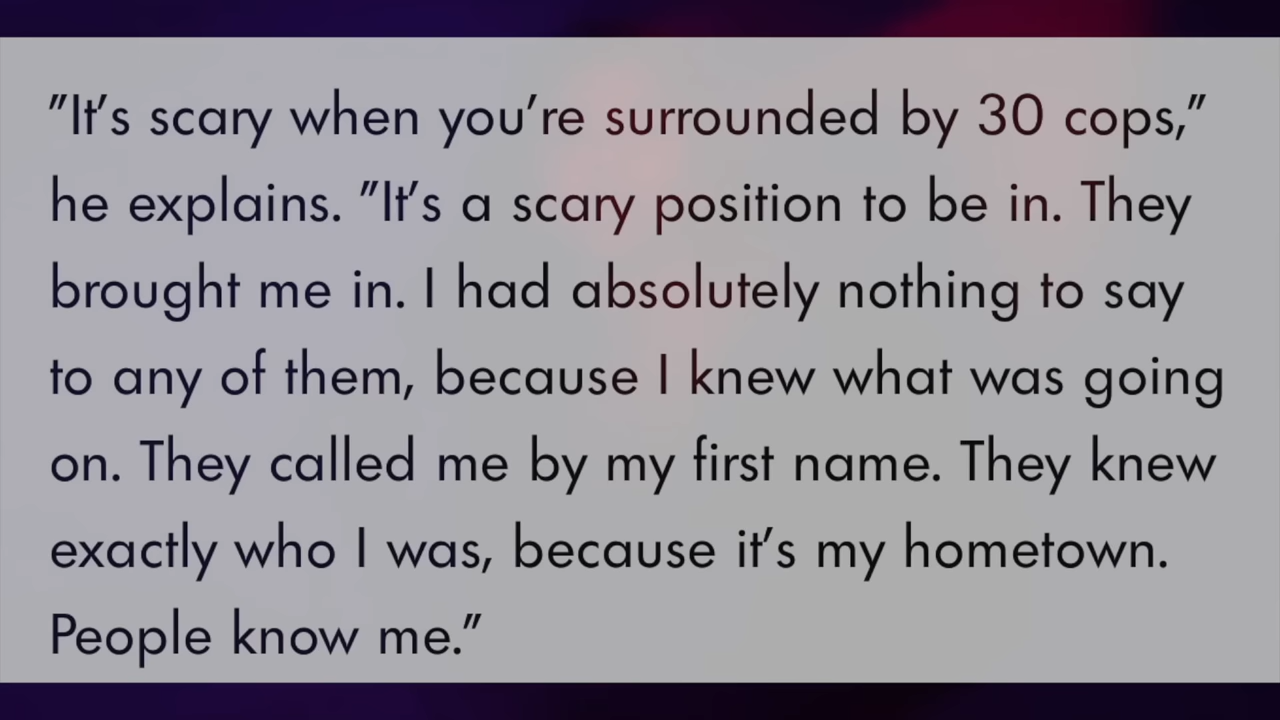 "It's scary when you're surrounded by 30 cops,"
he explains. "It's a scary position to be in. They
brought me in. I had absolutely nothing to say
to any of them, because I knew what was going
on. They called me by my first name. They knew
exactly who I was, because it's my hometown.
People know me."